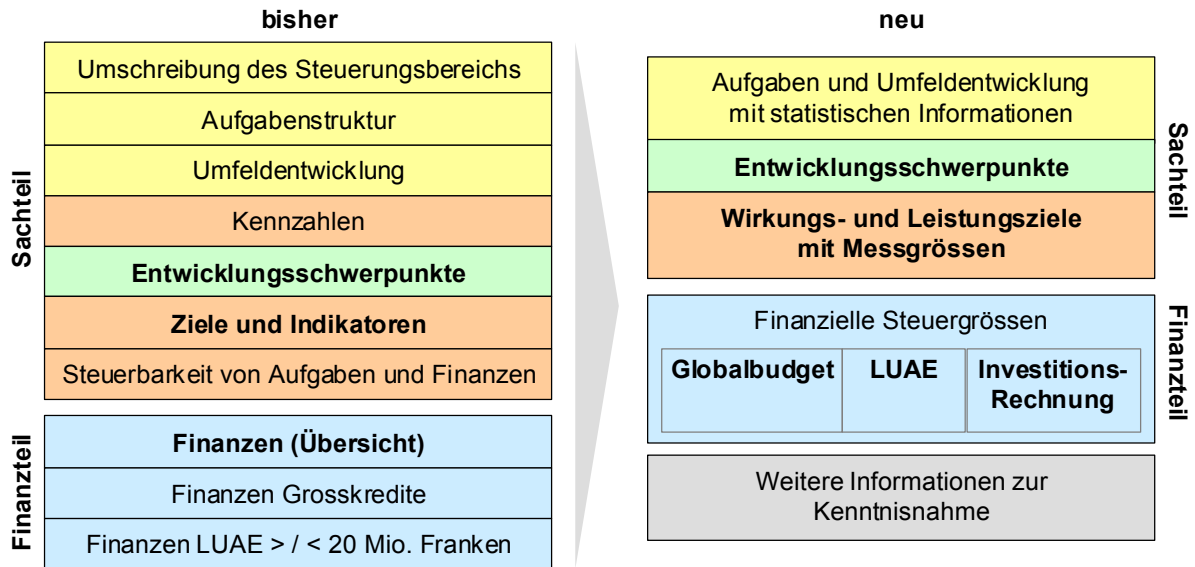 bisher
Sachteil
Umschreibung des Steuerungsbereichs
Aufgabenstruktur
Umfeldentwicklung
Kennzahlen
Entwicklungsschwerpunkte
Ziele und Indikatoren
Steuerbarkeit von Aufgaben und Finanzen
Finanzteil
Finanzen (Übersicht)
Finanzen Grosskredite
Finanzen LUAE > / < 20 Mio. Franken
neu
Aufgaben und Umfeldentwicklung
mit statistischen Informationen
Entwicklungsschwerpunkte
Wirkungs- und Leistungsziele
mit Messgrössen
Sachteil
Finanzielle Steuergrössen
Globalbudget
LUAE
Investitions-
Rechnung
Finanzteil
Weitere Informationen zur
Kenntnisnahme